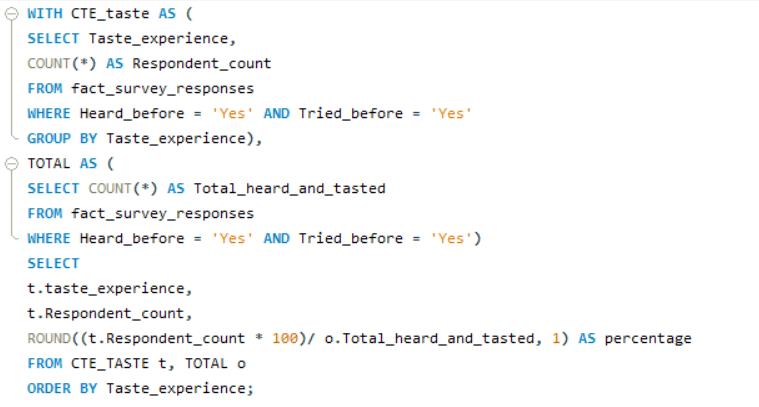 WITH CTE_taste AS (
SELECT Taste_experience,
COUNT(*) AS Respondent_count
FROM fact_survey_responses
WHERE Heard_before = 'Yes' AND Tried_before = 'Yes'
GROUP BY Taste_experience),
TOTAL AS (
SELECT COUNT(*) AS Total_heard_and_tasted
FROM fact_survey_responses
WHERE Heard_before = 'Yes' AND Tried_before = 'Yes')
SELECT
t.taste_experience,
t.Respondent_count,
ROUND((t.Respondent_count * 100)/ o.Total_heard_and_tasted, 1) AS percentage
FROM CTE_TASTE t, TOTAL o
ORDER BY Taste_experience;